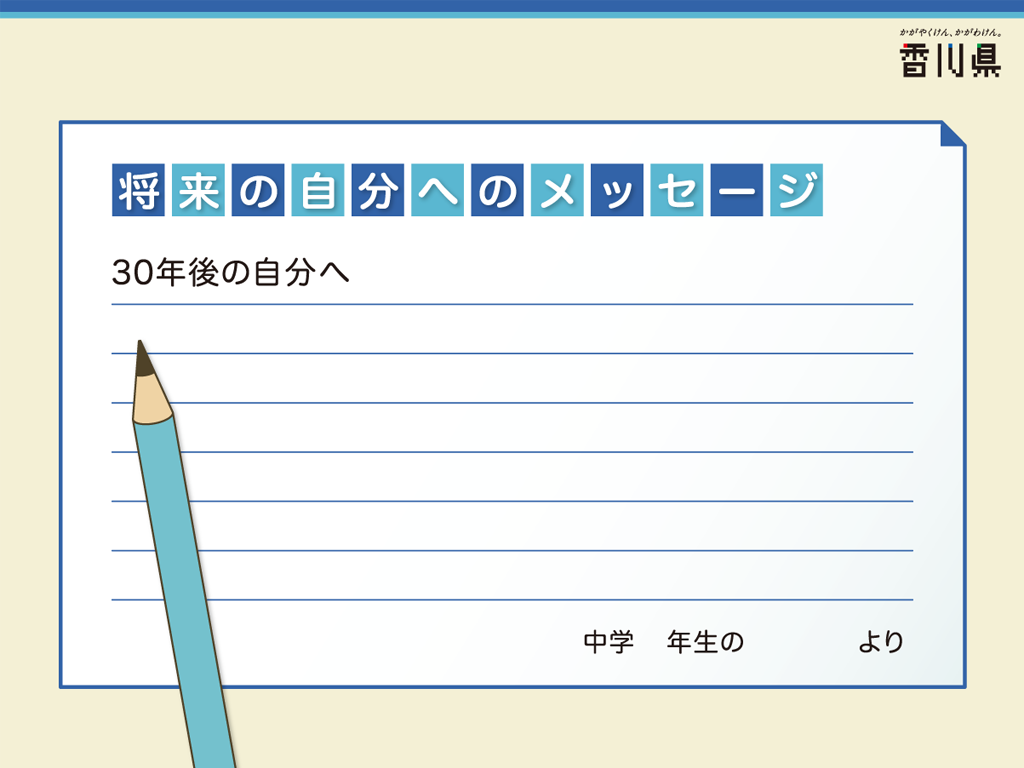 かがやくけん、かがわけん。
香川県
将来の自分へのメッセージ
30年後の自分へ
中学　年生の　　　　より